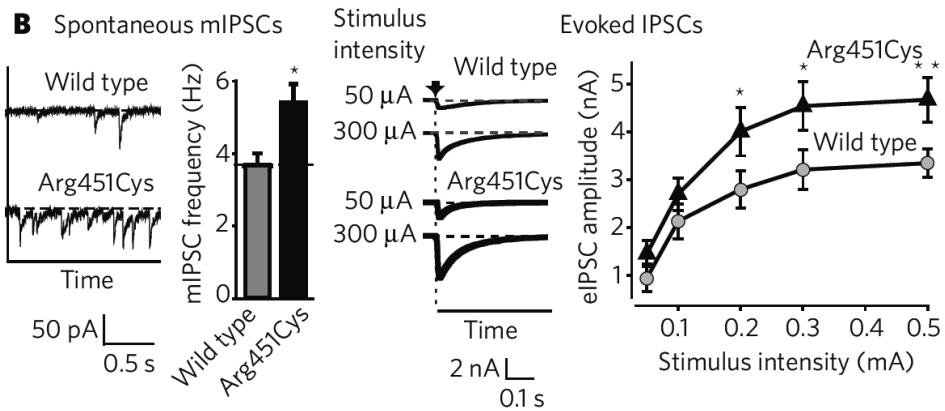 B Spontaneous mIPSCs
Wild type
Arg451Cys
Time
50 pA
0.5 s
mIPSC frequency (Hz)
6
4
2
0
*
Wild type
Arg451Cys
Stimulus
intensity
Wild type
50 µA
300 µA
Arg451Cys
50 µA
300 µA
Time
2 nA
0.1 s
Evoked IPSCs
Arg451Cys
* * * *
Wild type
eIPSC amplitude (nA)
5
4
3
2
1
0.1 0.2 0.3 0.4 0.5
Stimulus intensity (mA)